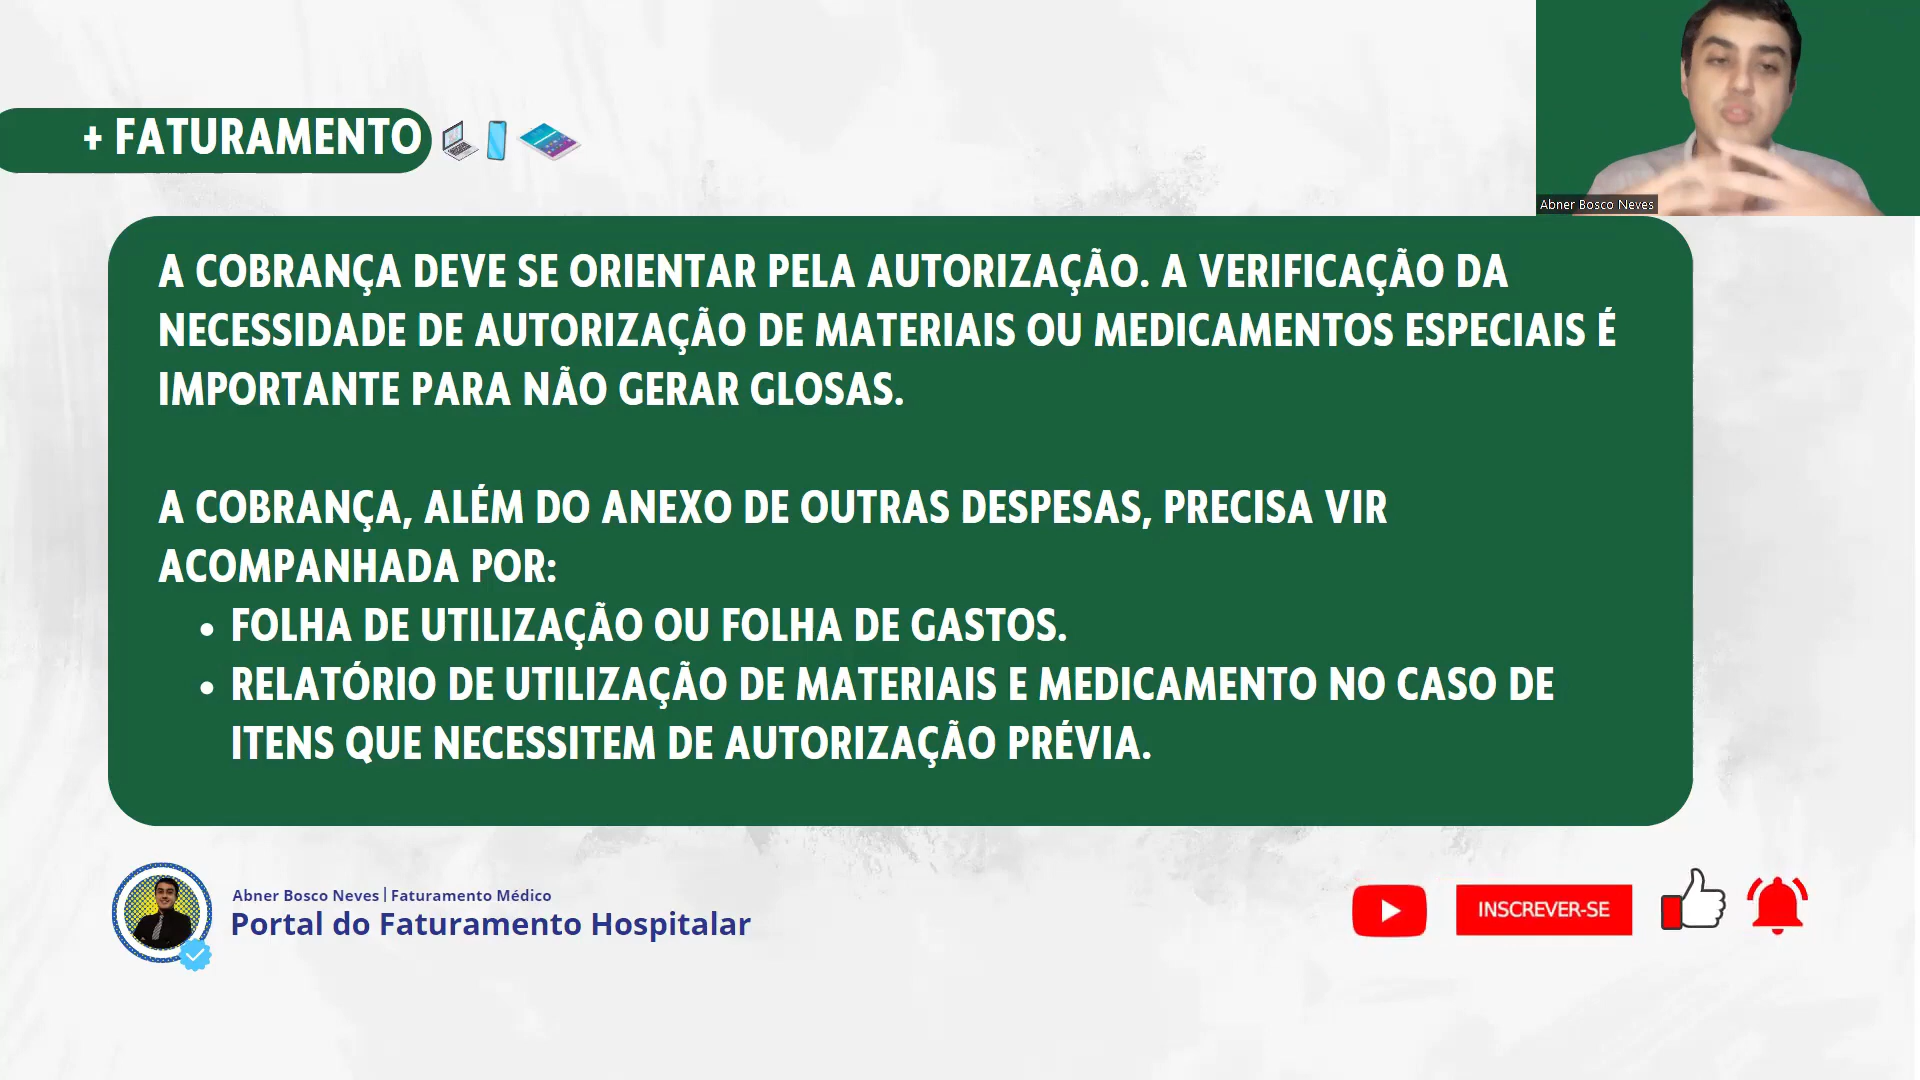 + FATURAMENTO
Abner Bosco Neves
A COBRANÇA DEVE SE ORIENTAR PELA AUTORIZAÇÃO. A VERIFICAÇÃO DA
NECESSIDADE DE AUTORIZAÇÃO DE MATERIAIS OU MEDICAMENTOS ESPECIAIS É
IMPORTANTE PARA NÃO GERAR GLOSAS.
A COBRANÇA, ALÉM DO ANEXO DE OUTRAS DESPESAS, PRECISA VIR
ACOMPANHADA POR:
• FOLHA DE UTILIZAÇÃO OU FOLHA DE GASTOS.
• RELATÓRIO DE UTILIZAÇÃO DE MATERIAIS E MEDICAMENTO NO CASO DE
ITENS QUE NECESSITEM DE AUTORIZAÇÃO PRÉVIA.
Abner Bosco Neves | Faturamento Médico
Portal do Faturamento Hospitalar
INSCREVER-SE